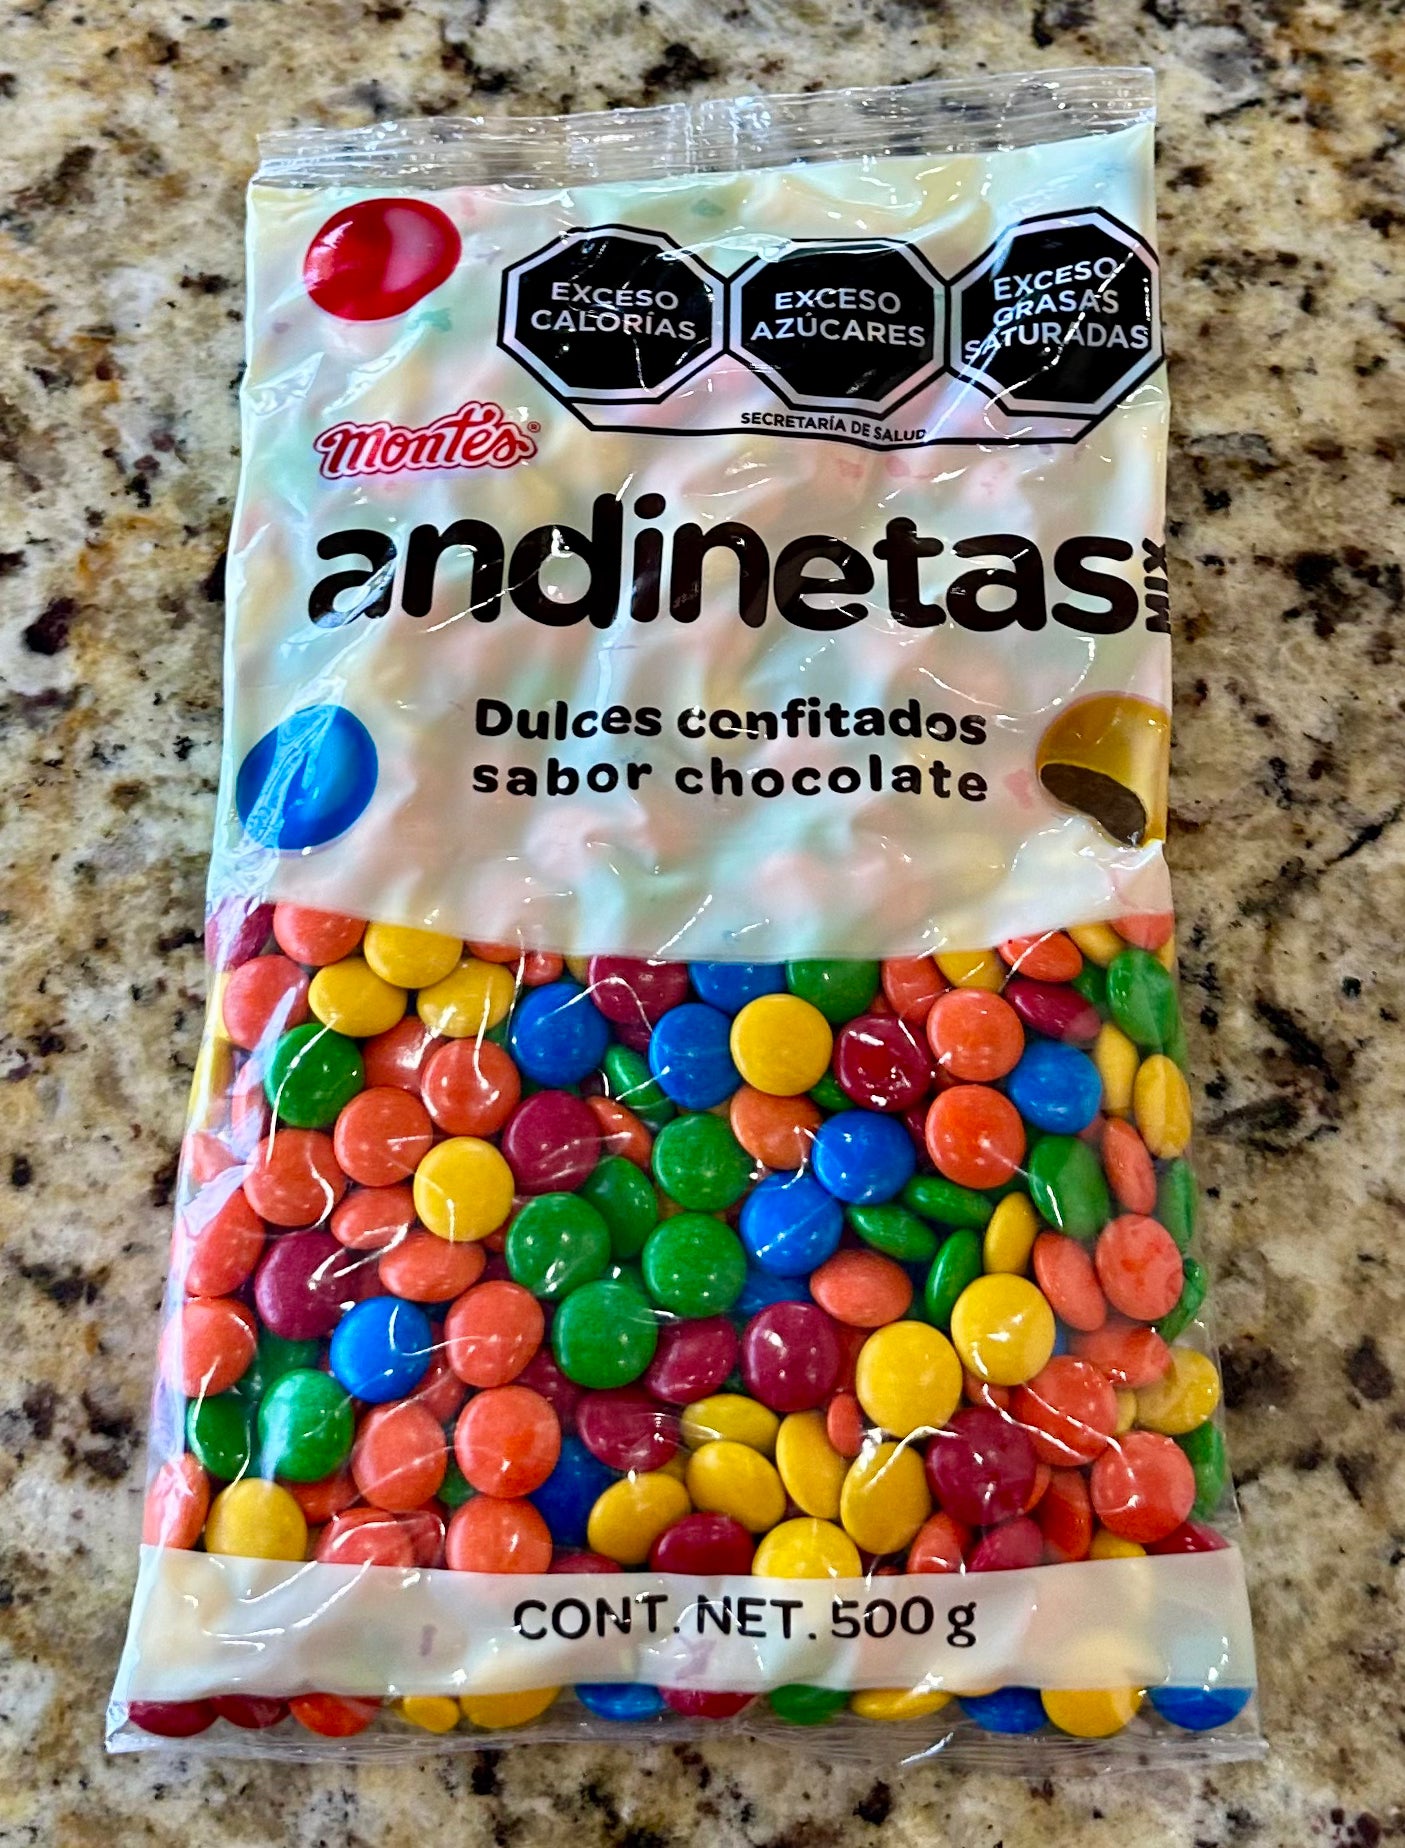 EXCESO
CALORÍAS
EXCESO
AZÚCARES
EXCESO
GRASAS
SATURADAS
SECRETARÍA DE SALUD
montes®
andinetas MIX
Dulces confitados
sabor chocolate
CONT. NET. 500 g